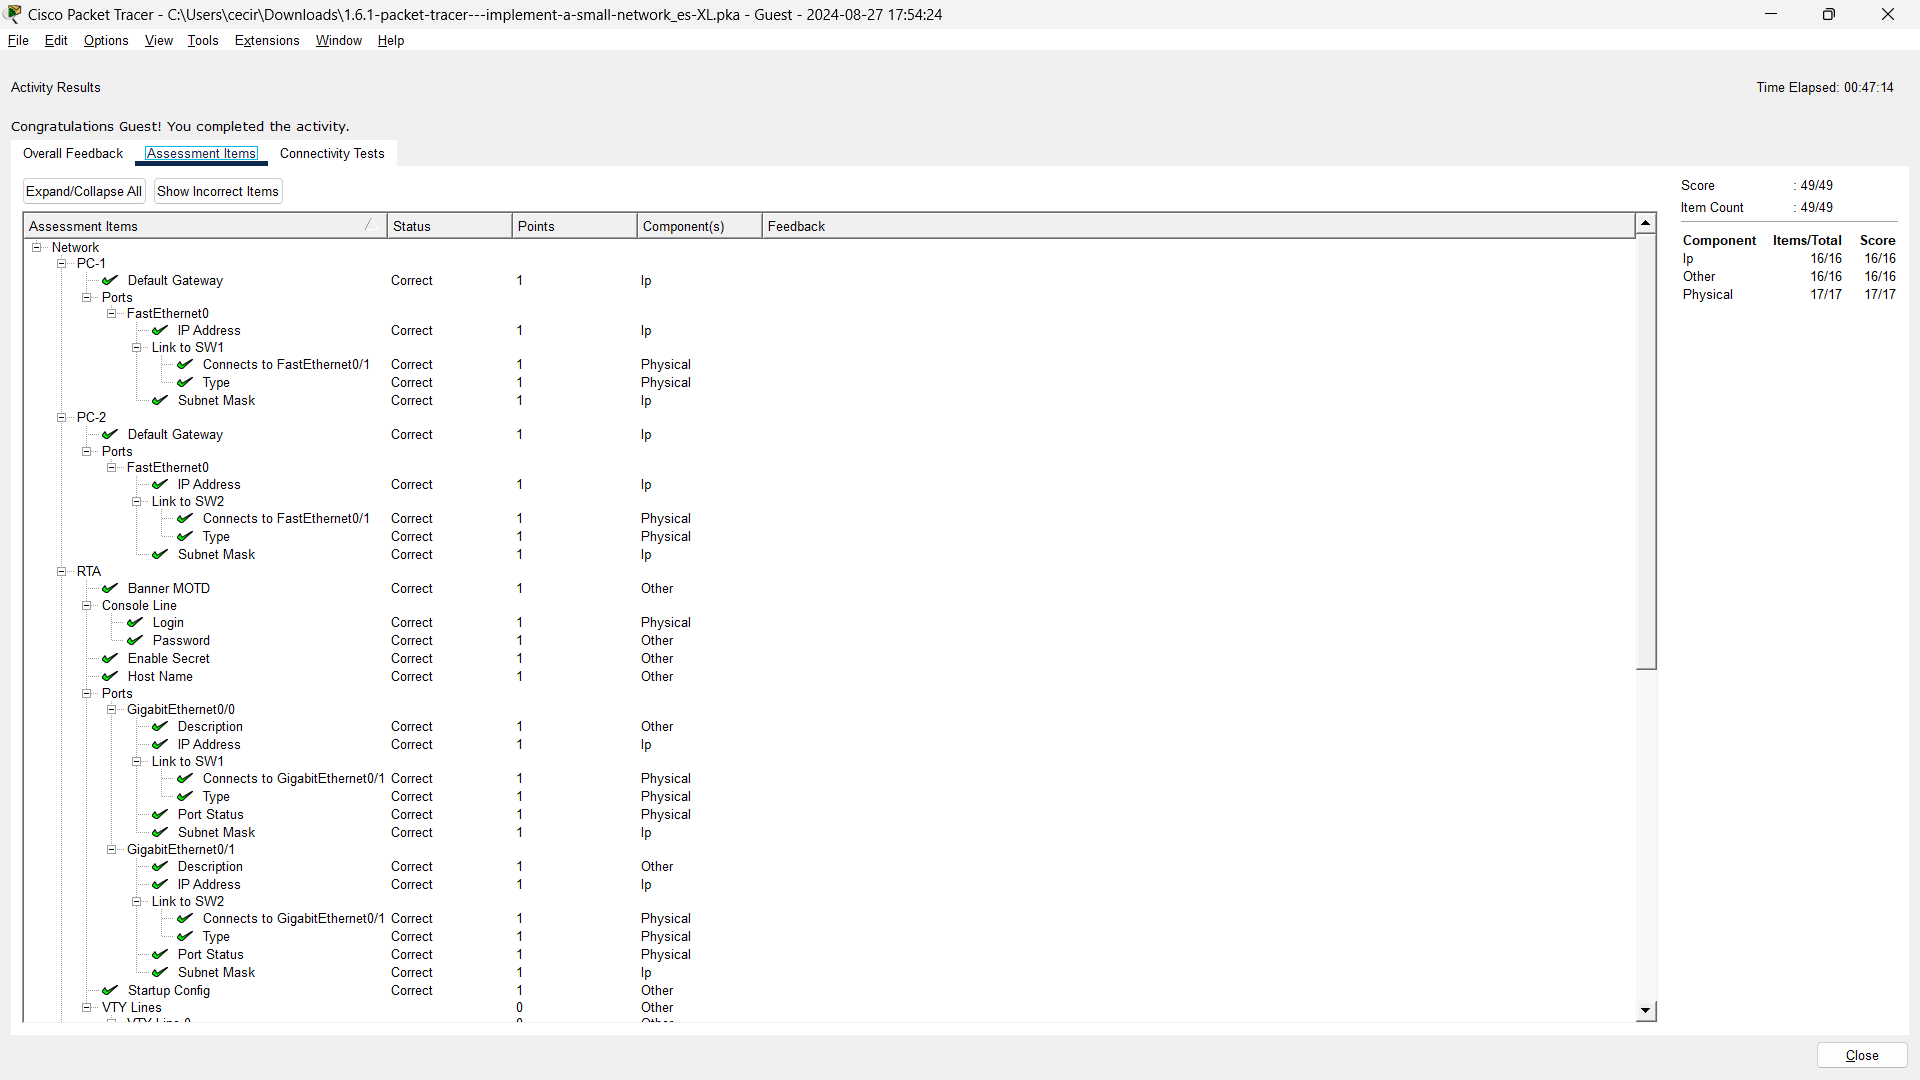 Cisco Packet Tracer - C:\Users\cecir\Downloads\1.6.1-packet-tracer---implement-a-small-network_es-XL.pka - Guest - 2024-08-27 17:54:24
File Edit Options View Tools Extensions Window Help
Activity Results
Time Elapsed: 00:47:14
Congratulations Guest! You completed the activity.
Overall Feedback Assessment Items Connectivity Tests
Expand/Collapse All Show Incorrect Items
Assessment Items Status Points Component(s) Feedback
Network
PC-1
Default Gateway Correct 1 Ip
Ports
FastEthernet0
IP Address Correct 1 Ip
Link to SW1
Connects to FastEthernet0/1 Correct 1 Physical
Type Correct 1 Physical
Subnet Mask Correct 1 Ip
PC-2
Default Gateway Correct 1 Ip
Ports
FastEthernet0
IP Address Correct 1 Ip
Link to SW2
Connects to FastEthernet0/1 Correct 1 Physical
Type Correct 1 Physical
Subnet Mask Correct 1 Ip
RTA
Banner MOTD Correct 1 Other
Console Line
Login Correct 1 Physical
Password Correct 1 Other
Enable Secret Correct 1 Other
Host Name Correct 1 Other
Ports
GigabitEthernet0/0
Description Correct 1 Other
IP Address Correct 1 Ip
Link to SW1
Connects to GigabitEthernet0/1 Correct 1 Physical
Type Correct 1 Physical
Port Status Correct 1 Physical
Subnet Mask Correct 1 Ip
GigabitEthernet0/1
Description Correct 1 Other
IP Address Correct 1 Ip
Link to SW2
Connects to GigabitEthernet0/1 Correct 1 Physical
Type Correct 1 Physical
Port Status Correct 1 Physical
Subnet Mask Correct 1 Ip
Startup Config Correct 1 Other
VTY Lines 0 Other
Score : 49/49
Item Count : 49/49
Component Items/Total Score
Ip 16/16 16/16
Other 16/16 16/16
Physical 17/17 17/17
Close